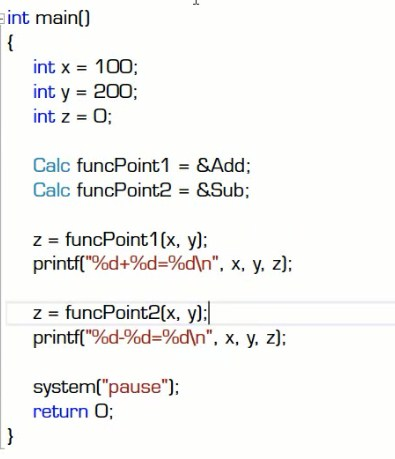 int main()
{
int x = 100;
int y = 200;
int z = 0;
Calc funcPoint1 = &Add;
Calc funcPoint2 = &Sub;
z = funcPoint1(x, y);
printf("%d+%d=%d\n", x, y, z);
z = funcPoint2(x, y);
printf("%d-%d=%d\n", x, y, z);
system("pause");
return 0;
}